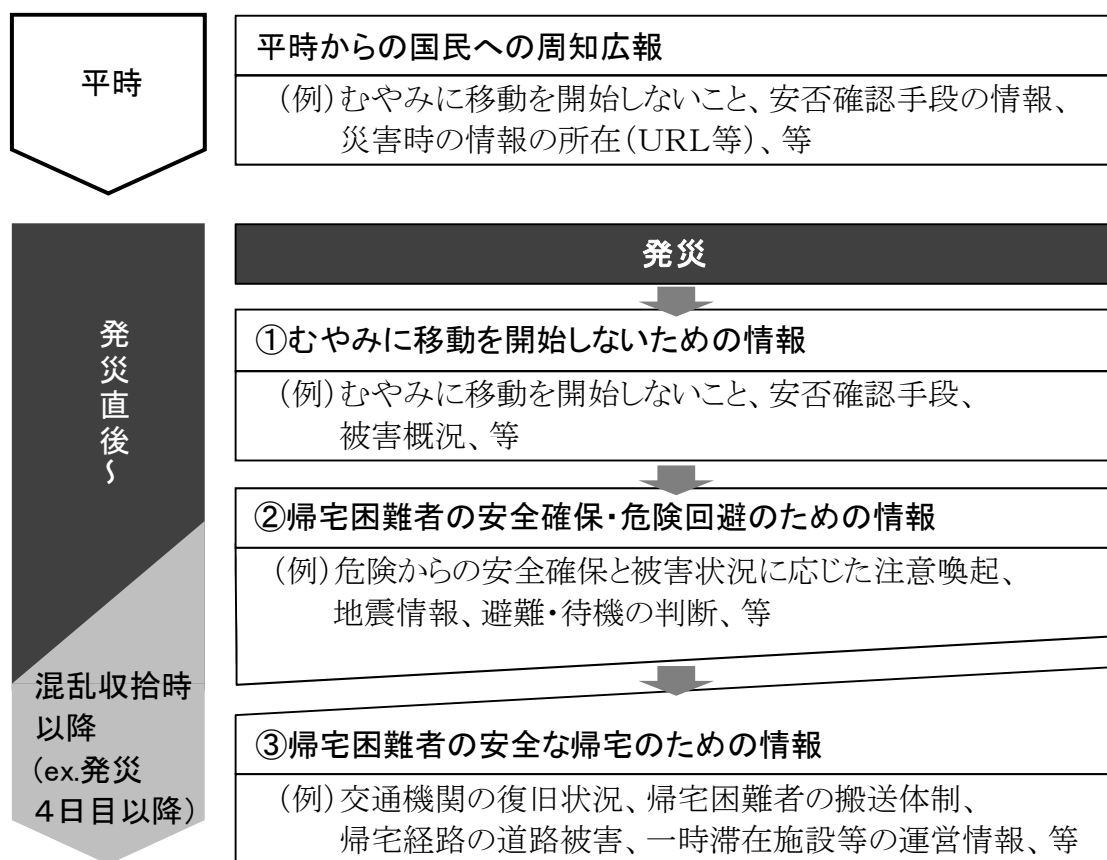 平時
平時からの国民への周知広報
(例)むやみに移動を開始しないこと、安否確認手段の情報、
災害時の情報の所在(URL等)、等
発災直後～
発災
①むやみに移動を開始しないための情報
(例)むやみに移動を開始しないこと、安否確認手段、
被害概況、等
②帰宅困難者の安全確保・危険回避のための情報
(例)危険からの安全確保と被害状況に応じた注意喚起、
地震情報、避難・待機の判断、等
混乱収拾時
以降
(ex.発災
4日目以降)
③帰宅困難者の安全な帰宅のための情報
(例)交通機関の復旧状況、帰宅困難者の搬送体制、
帰宅経路の道路被害、一時滞在施設等の運営情報、等